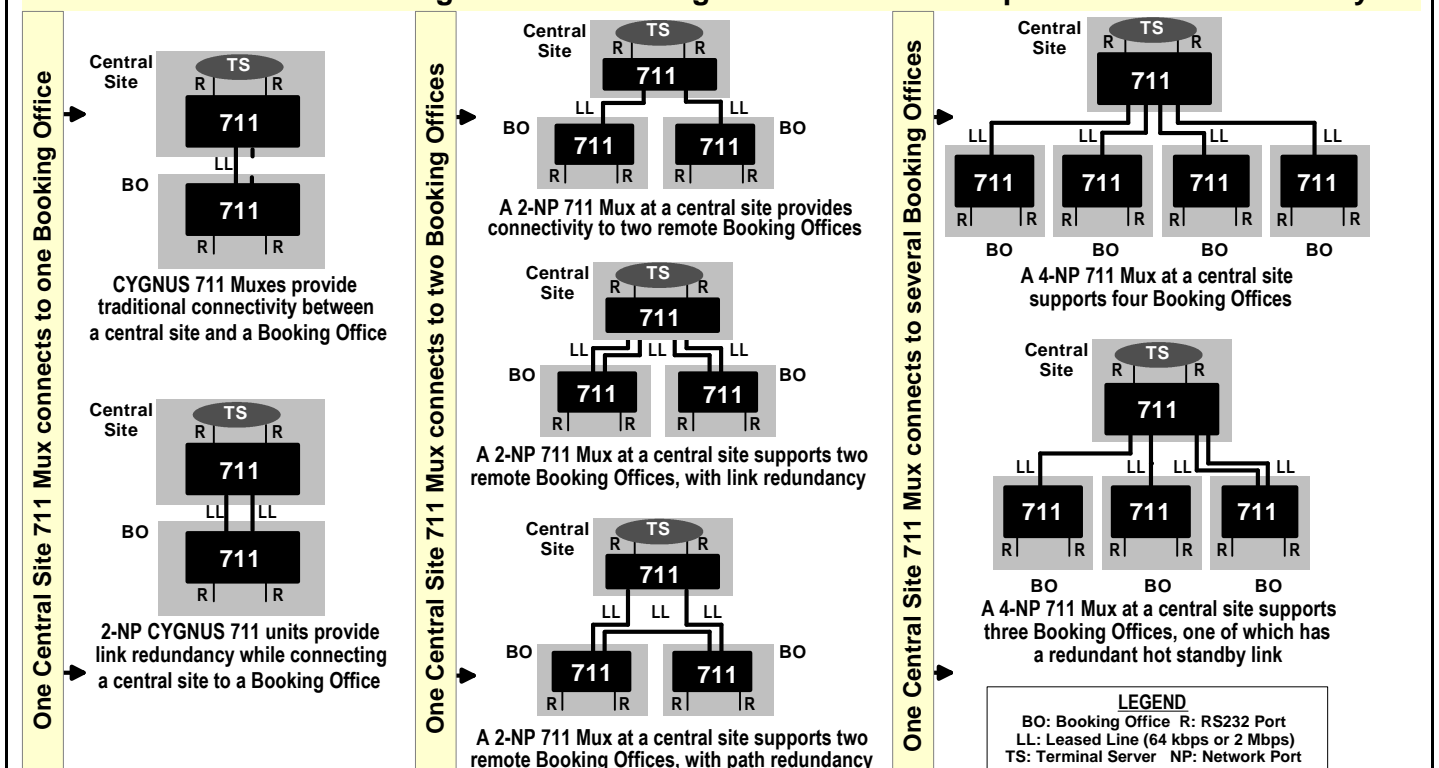 One Central Site 711 Mux connects to one Booking Office
Central
Site
TS
R
R
711
LL
BO
711
R
R
CYGNUS 711 Muxes provide
traditional connectivity between
a central site and a Booking Office
Central
Site
TS
R
R
711
LL
LL
BO
711
R
R
2-NP CYGNUS 711 units provide
link redundancy while connecting
a central site to a Booking Office
One Central Site 711 Mux connects to two Booking Offices
Central
Site
TS
R
R
711
LL
LL
BO
BO
711
711
R
R
R
R
A 2-NP 711 Mux at a central site provides
connectivity to two remote Booking Offices
Central
Site
TS
R
R
711
LL
LL
LL
BO
BO
711
711
R
R
R
R
A 2-NP 711 Mux at a central site supports two
remote Booking Offices, with link redundancy
Central
Site
TS
R
R
711
LL
LL
LL
BO
BO
711
711
R
R
R
R
A 2-NP 711 Mux at a central site supports two
remote Booking Offices, with path redundancy
One Central Site 711 Mux connects to several Booking Offices
Central
Site
TS
R
R
711
LL
LL
LL
LL
711
711
711
711
R
R
R
R
R
R
R
R
BO
BO
BO
BO
A 4-NP 711 Mux at a central site
supports four Booking Offices
Central
Site
TS
R
R
711
LL
LL
LL
LL
711
711
711
R
R
R
R
R
R
BO
BO
BO
A 4-NP 711 Mux at a central site supports
three Booking Offices, one of which has
a redundant hot standby link
LEGEND
BO: Booking Office R: RS232 Port
LL: Leased Line (64 kbps or 2 Mbps)
TS: Terminal Server NP: Network Port